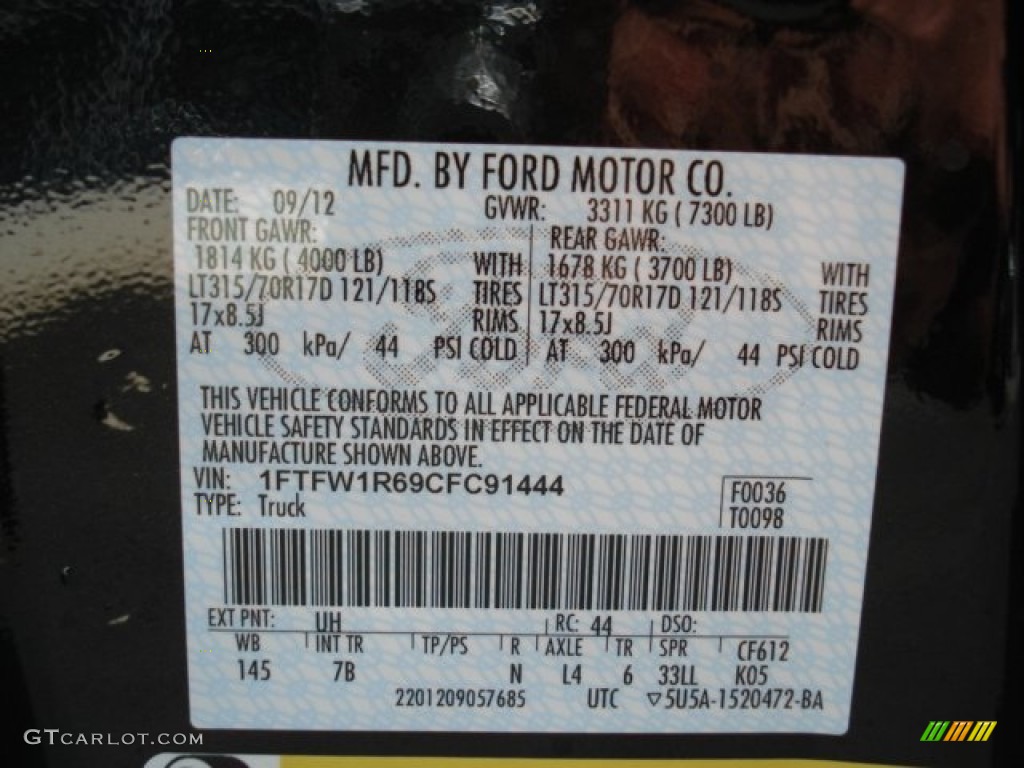 MFD. BY FORD MOTOR CO.
DATE: 09/12 GVWR: 3311 KG ( 7300 LB)
FRONT GAWR: REAR GAWR:
1814 KG ( 4000 LB) WITH 1678 KG ( 3700 LB) WITH
LT315/70R17D 121/118S TIRES LT315/70R17D 121/118S TIRES
17x8.5J RIMS 17x8.5J RIMS
AT 300 kPa/ 44 PSI COLD AT 300 kPa/ 44 PSI COLD
THIS VEHICLE CONFORMS TO ALL APPLICABLE FEDERAL MOTOR
VEHICLE SAFETY STANDARDS IN EFFECT ON THE DATE OF
MANUFACTURE SHOWN ABOVE.
VIN: 1FTFW1R69CFC91444
TYPE: Truck
F0036
T0098
EXT PNT: UH RC: 44 DSO:
WB INT TR TP/PS R AXLE TR SPR CF612
145 7B N L4 6 33LL K05
2201209057685 UTC ▽5U5A-1520472-BA
GTCARLOT.COM